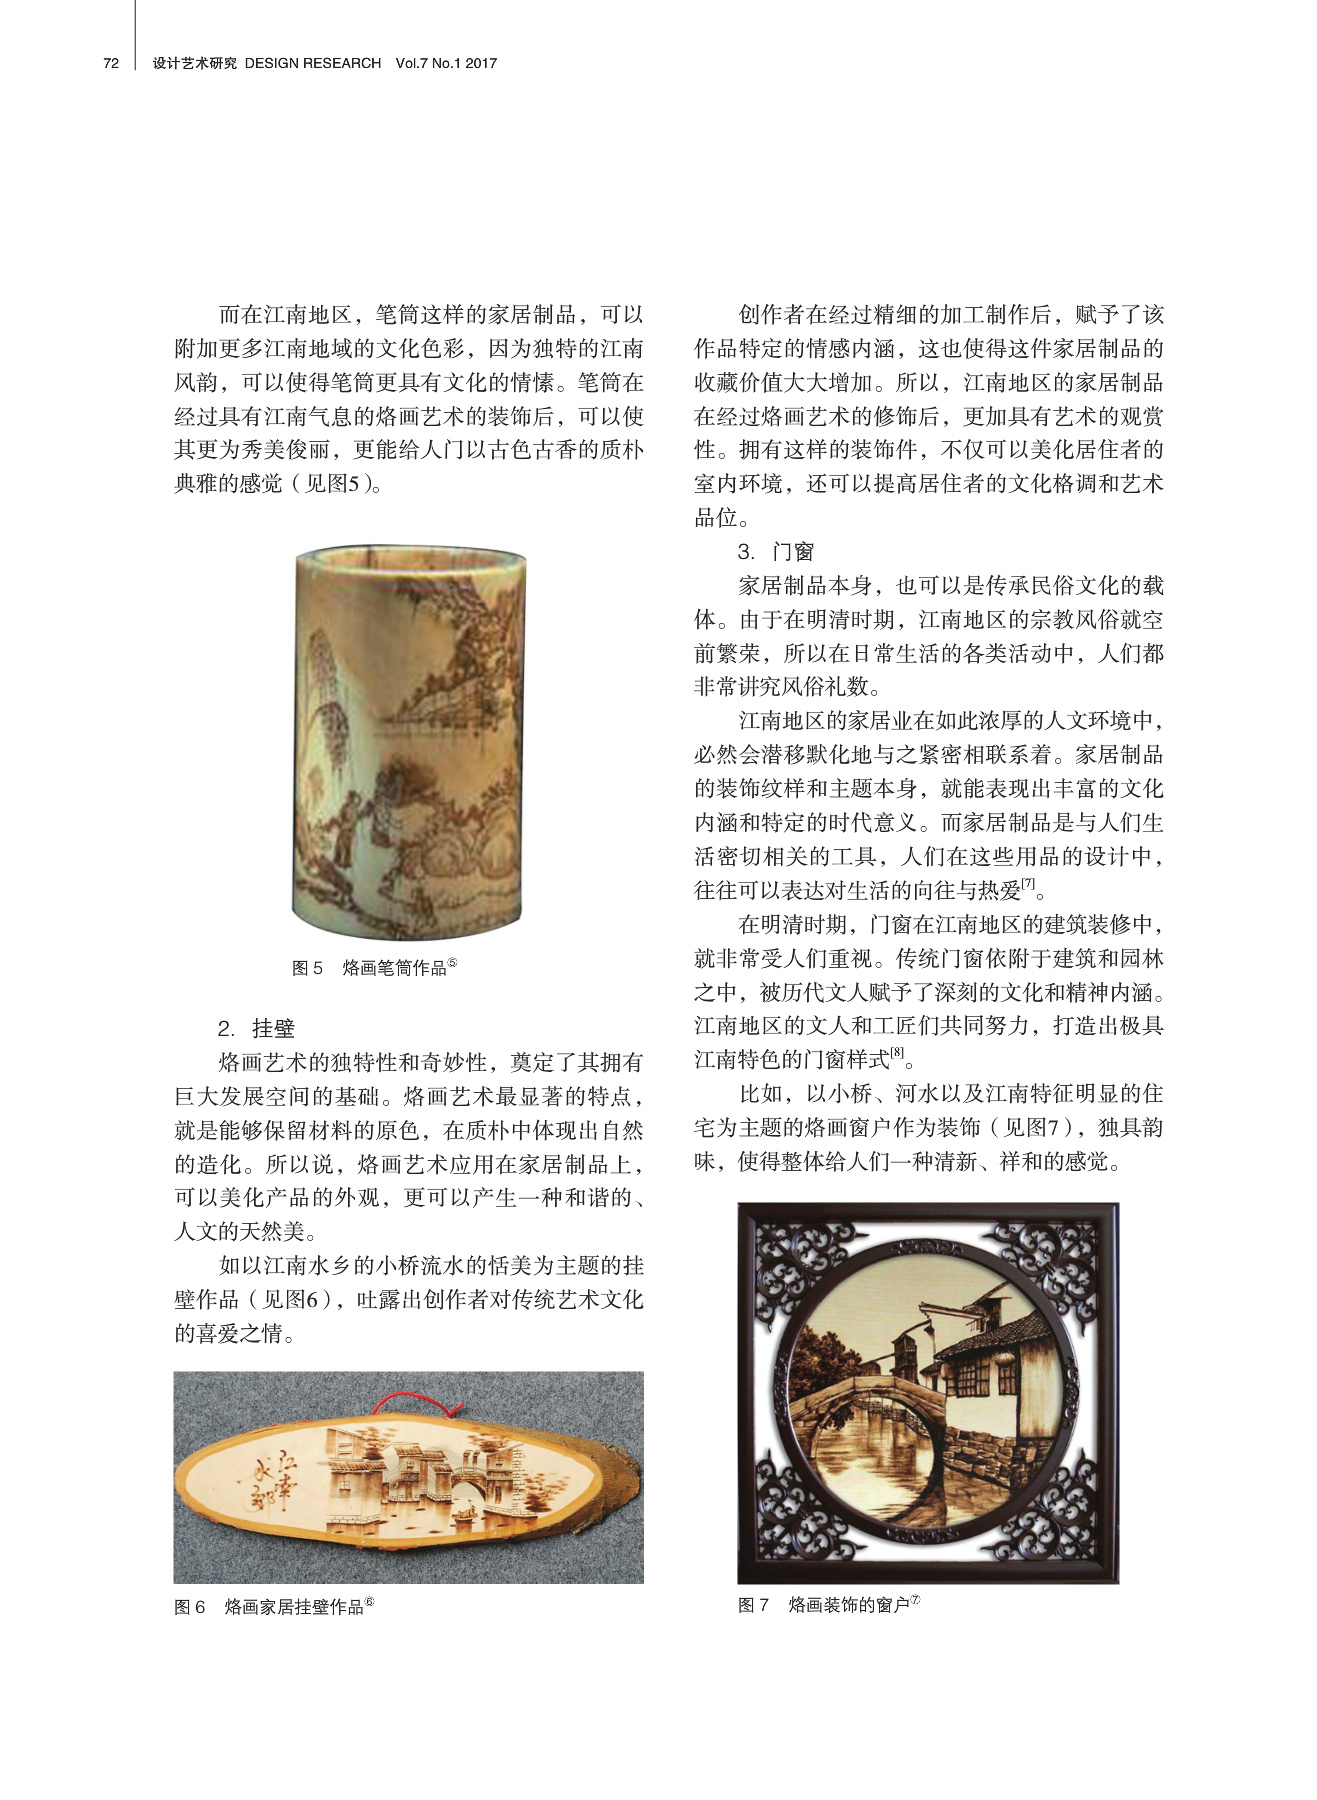 72 设计艺术研究 DESIGN RESEARCH Vol.7 No.1 2017
而在江南地区，笔筒这样的家居制品，可以
附加更多江南地域的文化色彩，因为独特的江南
风韵，可以使得笔筒更具有文化的情愫。笔筒在
经过具有江南气息的烙画艺术的装饰后，可以使
其更为秀美俊丽，更能给人门以古色古香的质朴
典雅的感觉（见图5）。
图 5 烙画笔筒作品⑤
2. 挂壁
烙画艺术的独特性和奇妙性，奠定了其拥有
巨大发展空间的基础。烙画艺术最显著的特点，
就是能够保留材料的原色，在质朴中体现出自然
的造化。所以说，烙画艺术应用在家居制品上，
可以美化产品的外观，更可以产生一种和谐的、
人文的天然美。
如以江南水乡的小桥流水的恬美为主题的挂
壁作品（见图6），吐露出创作者对传统艺术文化
的喜爱之情。
江南
水乡
图 6 烙画家居挂壁作品⑥
创作者在经过精细的加工制作后，赋予了该
作品特定的情感内涵，这也使得这件家居制品的
收藏价值大大增加。所以，江南地区的家居制品
在经过烙画艺术的修饰后，更加具有艺术的观赏
性。拥有这样的装饰件，不仅可以美化居住者的
室内环境，还可以提高居住者的文化格调和艺术
品位。
3. 门窗
家居制品本身，也可以是传承民俗文化的载
体。由于在明清时期，江南地区的宗教风俗就空
前繁荣，所以在日常生活的各类活动中，人们都
非常讲究风俗礼数。
江南地区的家居业在如此浓厚的人文环境中，
必然会潜移默化地与之紧密相联系着。家居制品
的装饰纹样和主题本身，就能表现出丰富的文化
内涵和特定的时代意义。而家居制品是与人们生
活密切相关的工具，人们在这些用品的设计中，
往往可以表达对生活的向往与热爱[7]。
在明清时期，门窗在江南地区的建筑装修中，
就非常受人们重视。传统门窗依附于建筑和园林
之中，被历代文人赋予了深刻的文化和精神内涵。
江南地区的文人和工匠们共同努力，打造出极具
江南特色的门窗样式[8]。
比如，以小桥、河水以及江南特征明显的住
宅为主题的烙画窗户作为装饰（见图7），独具韵
味，使得整体给人们一种清新、祥和的感觉。
图 7 烙画装饰的窗户⑦